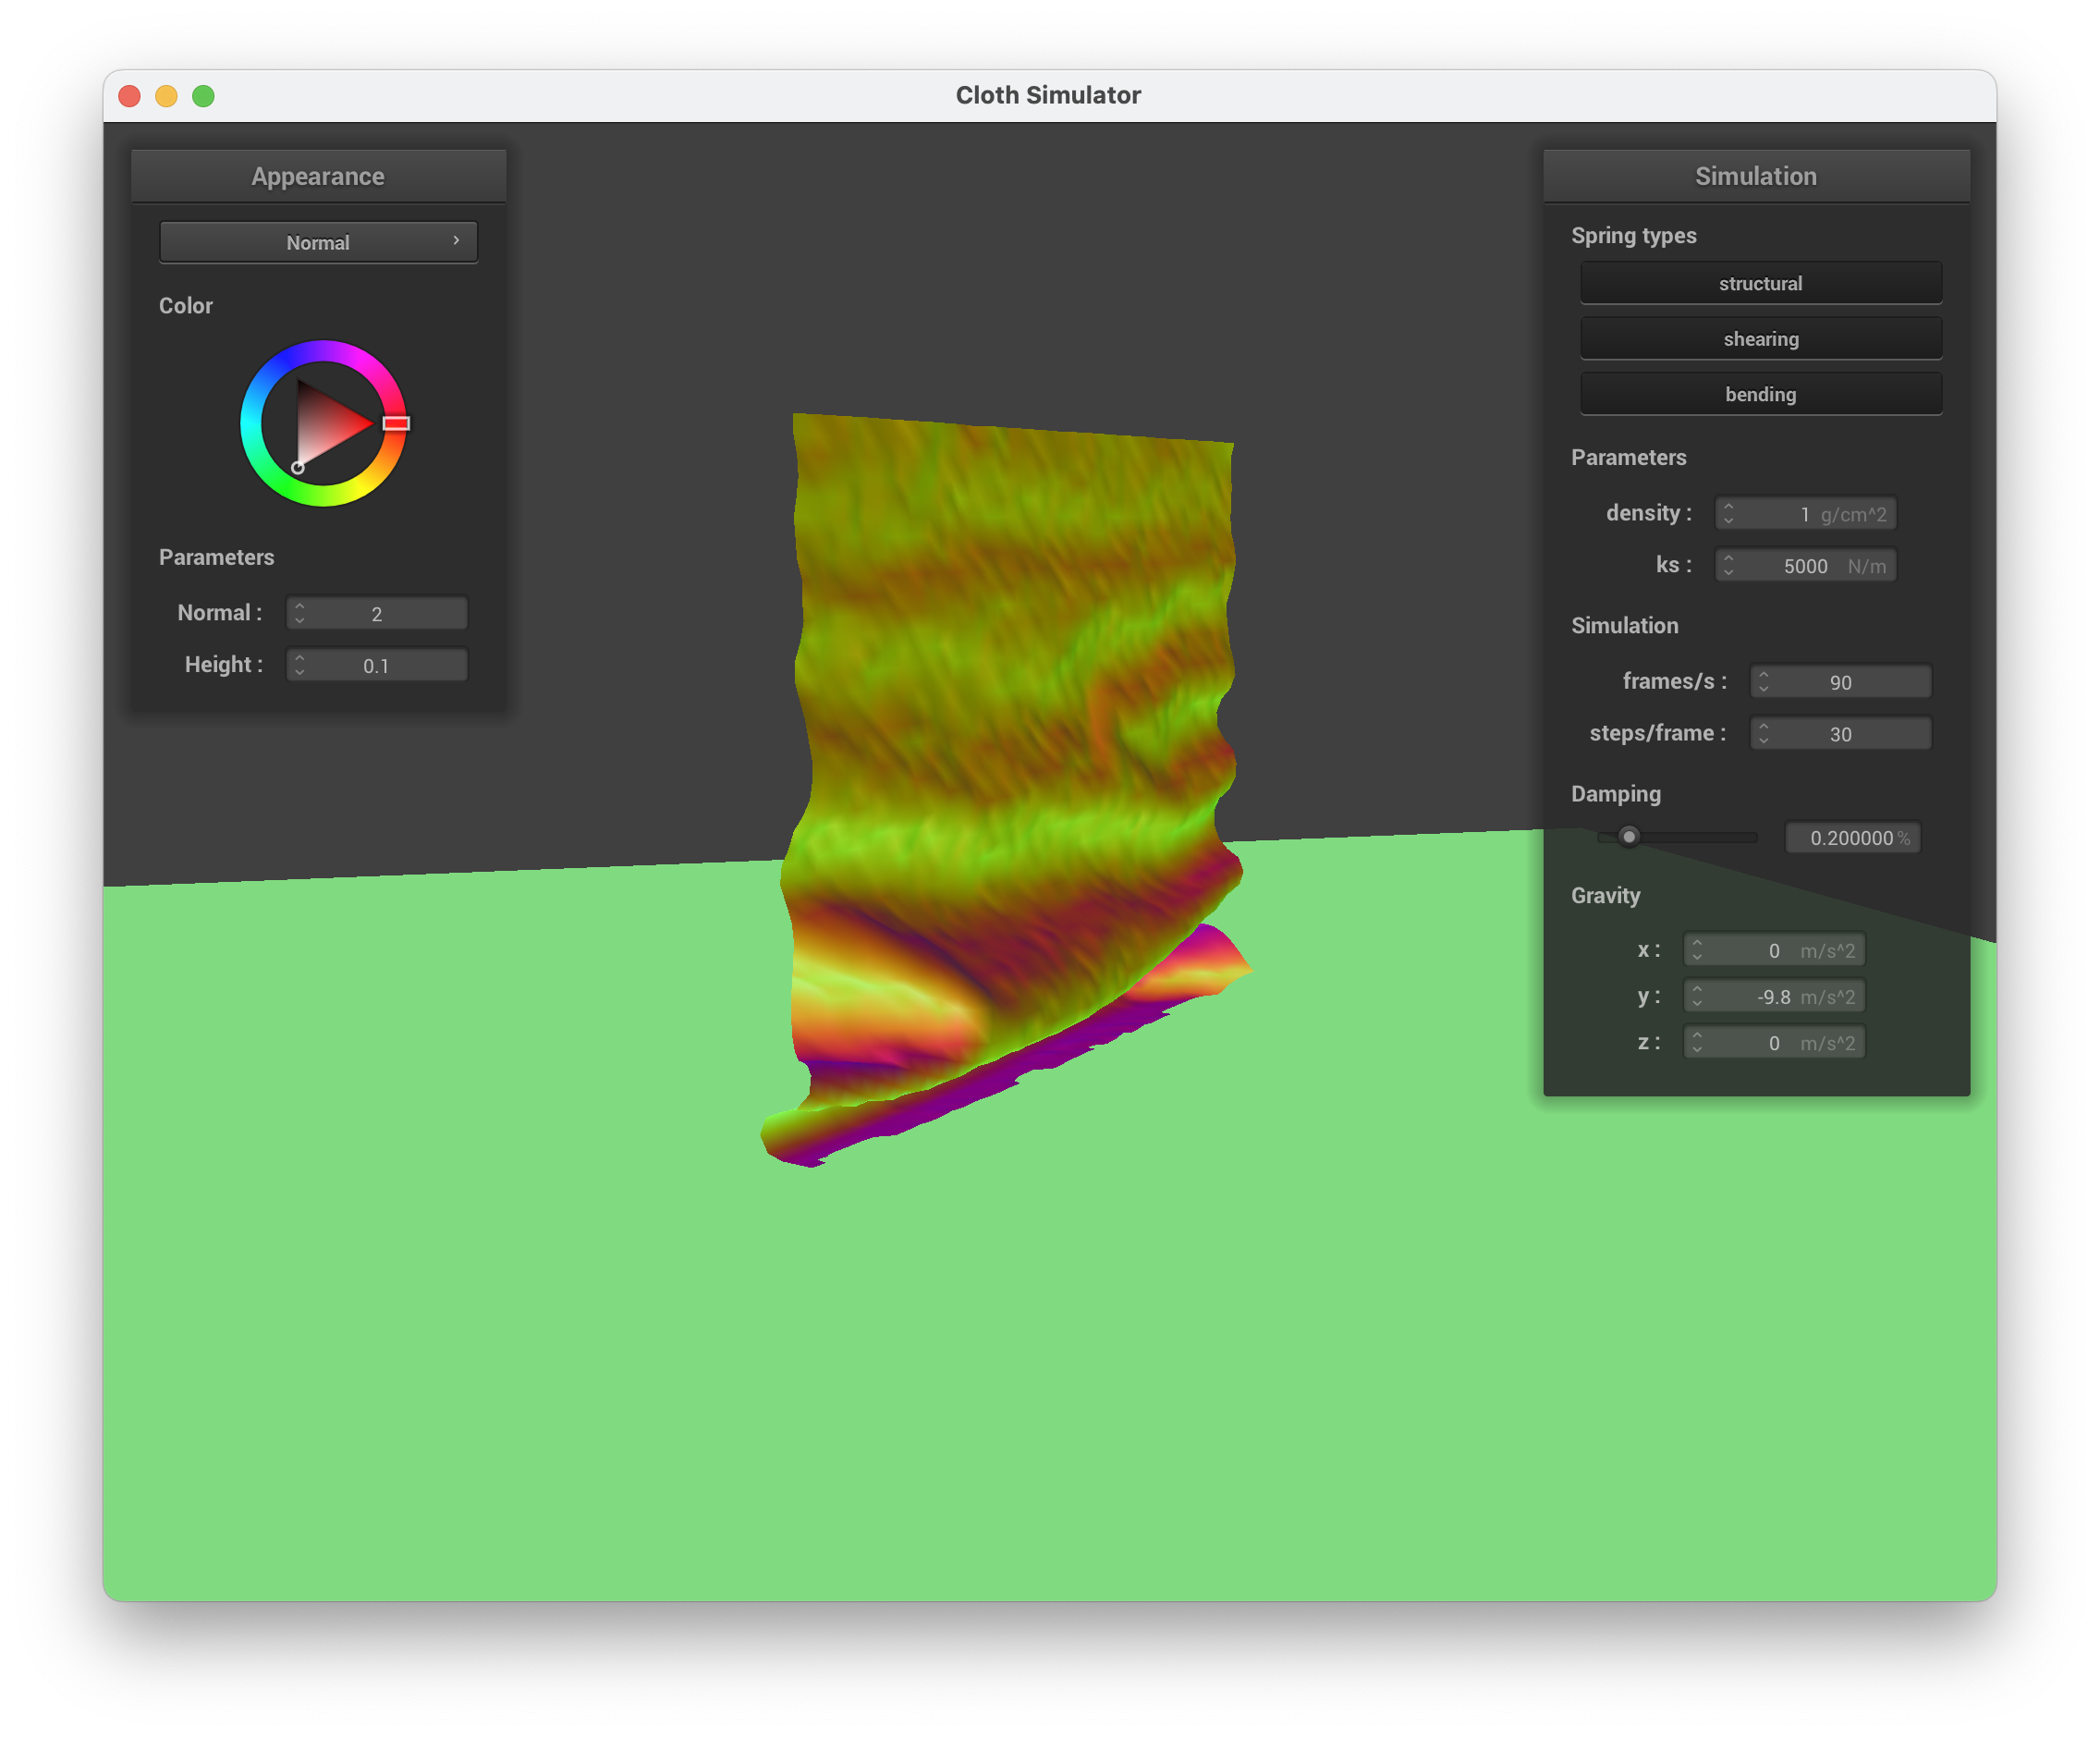 Cloth Simulator
Appearance
Normal
Color
Parameters
Normal : 2
Height : 0.1
Simulation
Spring types
structural
shearing
bending
Parameters
density : 1 g/cm^2
ks : 5000 N/m
Simulation
frames/s : 90
steps/frame : 30
Damping
0.200000 %
Gravity
x : 0 m/s^2
y : -9.8 m/s^2
z : 0 m/s^2